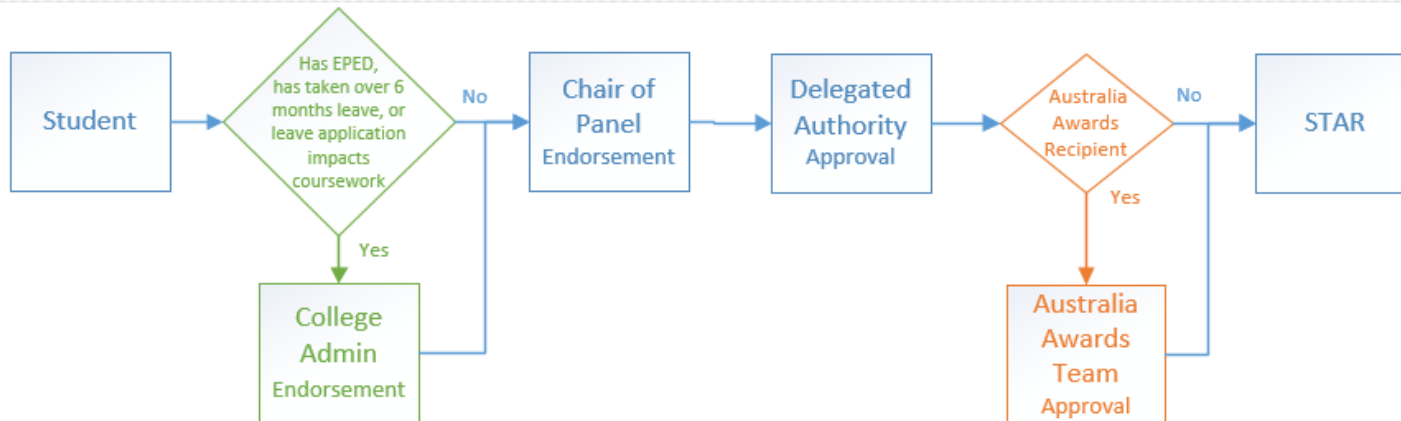 Student
Has EPED,
has taken over 6
months leave, or
leave application
impacts
coursework
No
Yes
College
Admin
Endorsement
Chair of
Panel
Endorsement
Delegated
Authority
Approval
Australia
Awards
Recipient
No
Yes
Australia
Awards
Team
Approval
STAR